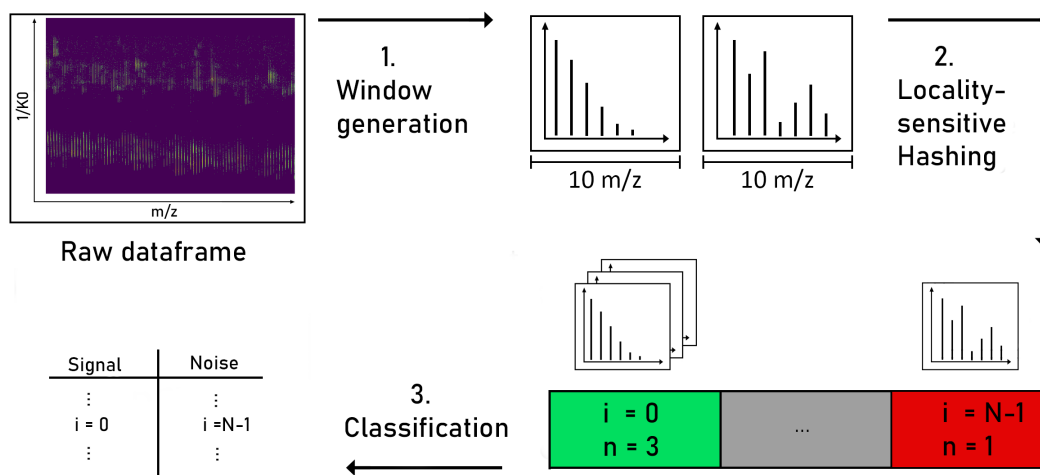 1/K0
m/z
Raw dataframe
1.
Window
generation
10 m/z
10 m/z
2.
Locality-
sensitive
Hashing
i = 0
n = 3
...
i = N-1
n = 1
3.
Classification
Signal
Noise
⋮
⋮
i = 0
i =N-1
⋮
⋮